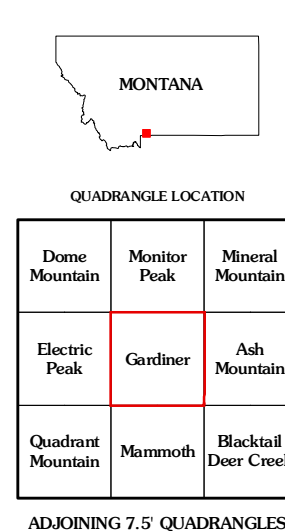 MONTANA
QUADRANGLE LOCATION
Dome
Mountain
Monitor
Peak
Mineral
Mountain
Electric
Peak
Gardiner
Ash
Mountain
Quadrant
Mountain
Mammoth
Blacktail
Deer Creek
ADJOINING 7.5' QUADRANGLES